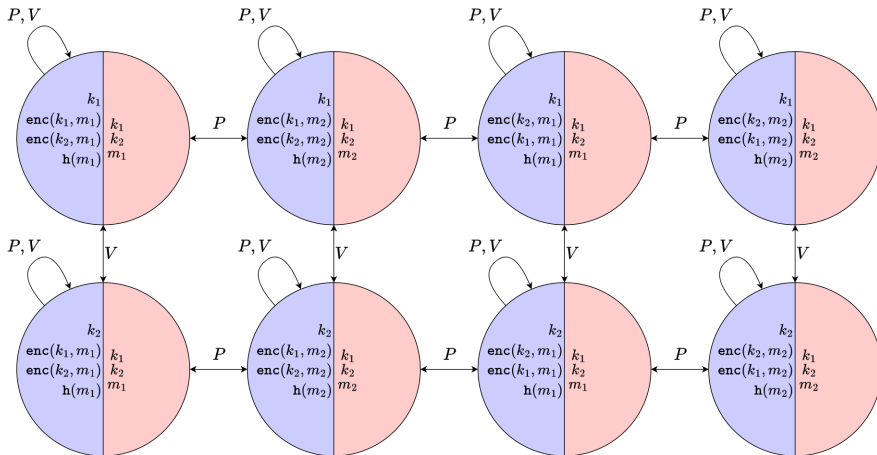 P, V
k₁
enc(k₁, m₁)
enc(k₂, m₁)
h(m₁)
k₁
k₂
m₁
P
P, V
k₁
enc(k₁, m₂)
enc(k₂, m₂)
h(m₂)
k₁
k₂
m₂
P
P, V
k₁
enc(k₂, m₁)
enc(k₁, m₁)
h(m₁)
k₁
k₂
m₁
P
P, V
k₁
enc(k₂, m₂)
enc(k₁, m₂)
h(m₂)
k₁
k₂
m₂
V
V
V
V
P, V
k₂
enc(k₁, m₁)
enc(k₂, m₁)
h(m₁)
k₁
k₂
m₁
P
P, V
k₂
enc(k₁, m₂)
enc(k₂, m₂)
h(m₂)
k₁
k₂
m₂
P
P, V
k₂
enc(k₂, m₁)
enc(k₁, m₁)
h(m₁)
k₁
k₂
m₁
P
P, V
k₂
enc(k₂, m₂)
enc(k₁, m₂)
h(m₂)
k₁
k₂
m₂